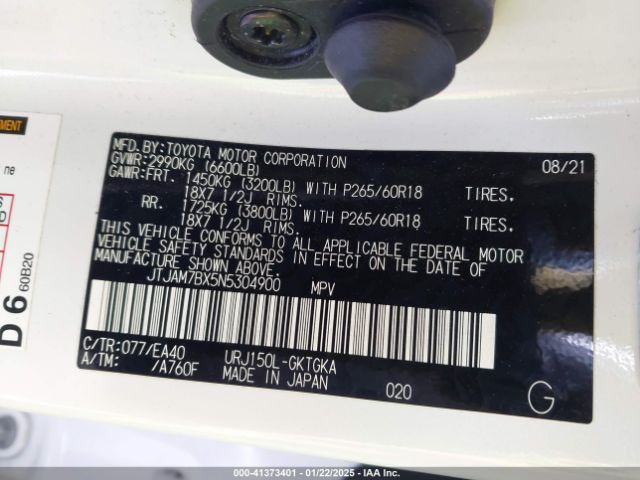 MFD. BY:TOYOTA MOTOR CORPORATION 08/21
GVWR:2990KG (6600LB)
GAWR:FRT. 1450KG (3200LB) WITH P265/60R18 TIRES.
18X7 1/2J RIMS.
RR. 1725KG (3800LB) WITH P265/60R18 TIRES.
18X7 1/2J RIMS.
THIS VEHICLE CONFORMS TO ALL APPLICABLE FEDERAL MOTOR
VEHICLE SAFETY STANDARDS IN EFFECT ON THE DATE OF
MANUFACTURE SHOWN ABOVE.
JTJAM7BX5N5304900 MPV
C/TR:077/EA40 URJ150L-GKTGKA
A/TM: /A760F MADE IN JAPAN 020
G
ne
D 6
60B20
Stock: 41373401 - 01/22/2025 - IAA Inc.